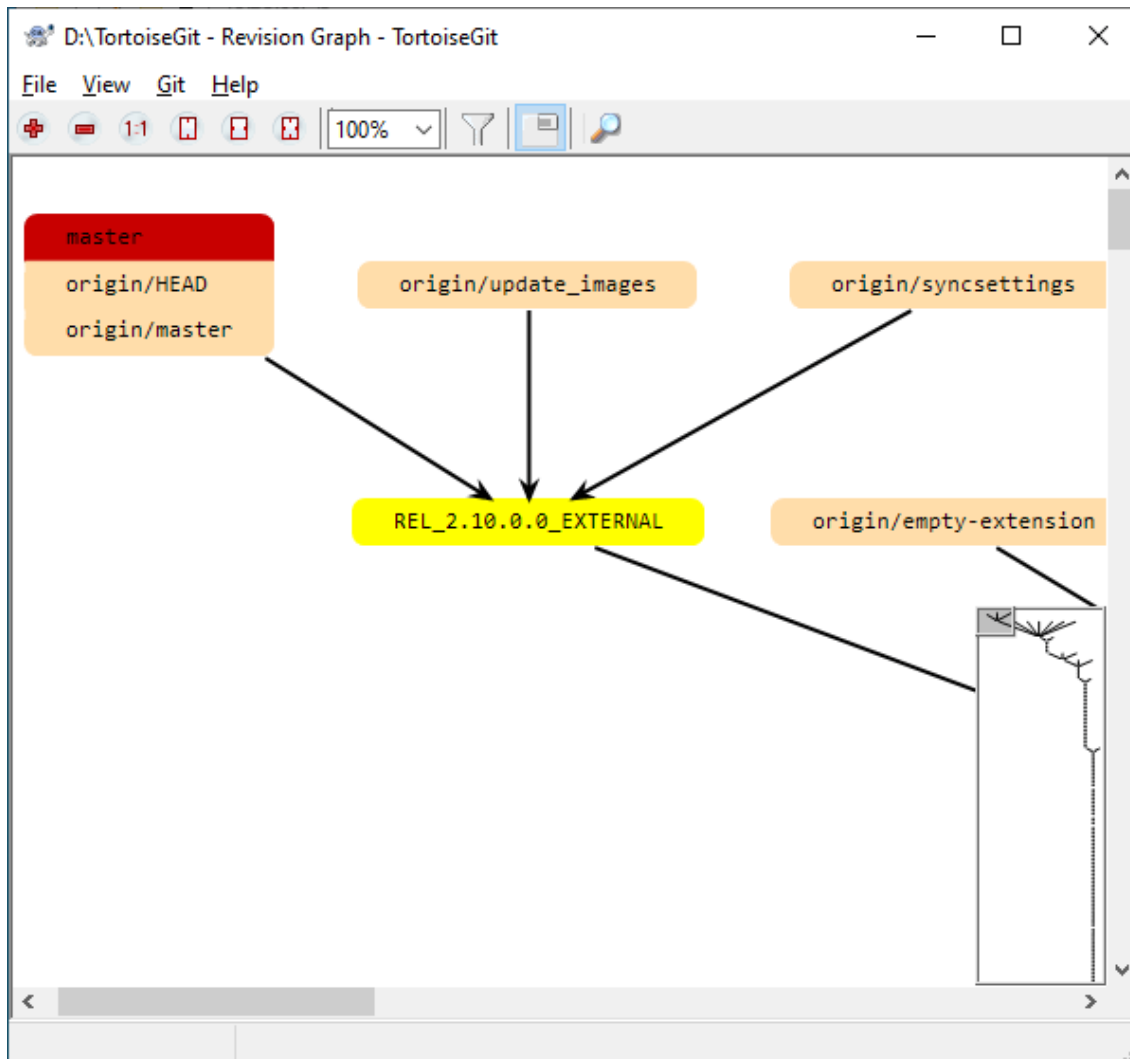 D:\TortoiseGit - Revision Graph - TortoiseGit
File View Git Help
1:1 100%
master
origin/HEAD
origin/update_images
origin/syncsettings
origin/master
REL_2.10.0.0_EXTERNAL
origin/empty-extension